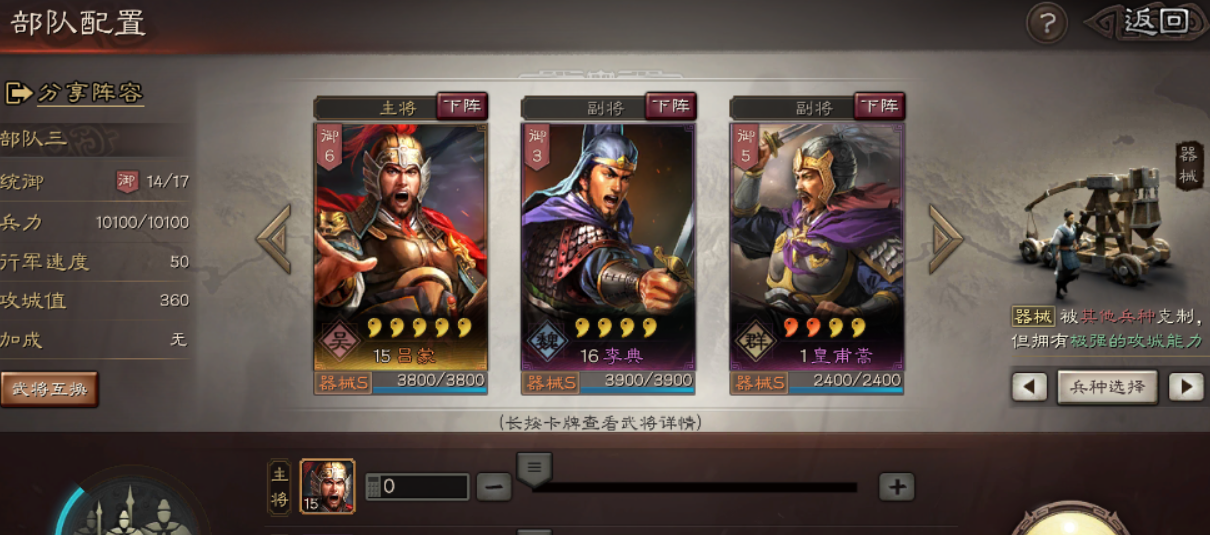 部队配置
?
返回
分享阵容
部队三
统御 御 14/17
兵力 10100/10100
行军速度 50
攻城值 360
加成 无
武将互换
主将 下阵
御
6
吴
15 吕蒙
器械S 3800/3800
副将 下阵
御
3
魏
16 李典
器械S 3900/3900
副将 下阵
御
5
群
1 皇甫嵩
器械S 2400/2400
(长按卡牌查看武将详情)
器械
器械 被其他兵种克制,
但拥有极强的攻城能力
兵种选择
主将
15
0